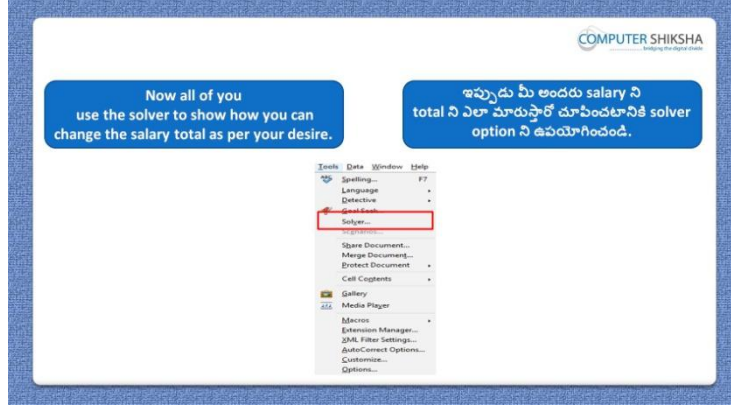 COMPUTER SHIKSHA
bridging the digital divide
Now all of you
use the solver to show how you can
change the salary total as per your desire.
ఇప్పుడు మీ అందరు salary ని
total ని ఎలా మారుస్తారో చూపించటానికి solver
option ని ఉపయోగించండి.
Tools Data Window Help
Spelling... F7
Language
Detective
Goal Seek...
Solver...
Scenarios...
Share Document...
Merge Document...
Protect Document
Cell Contents
Gallery
Media Player
Macros
Extension Manager...
XML Filter Settings...
AutoCorrect Options...
Customize...
Options...